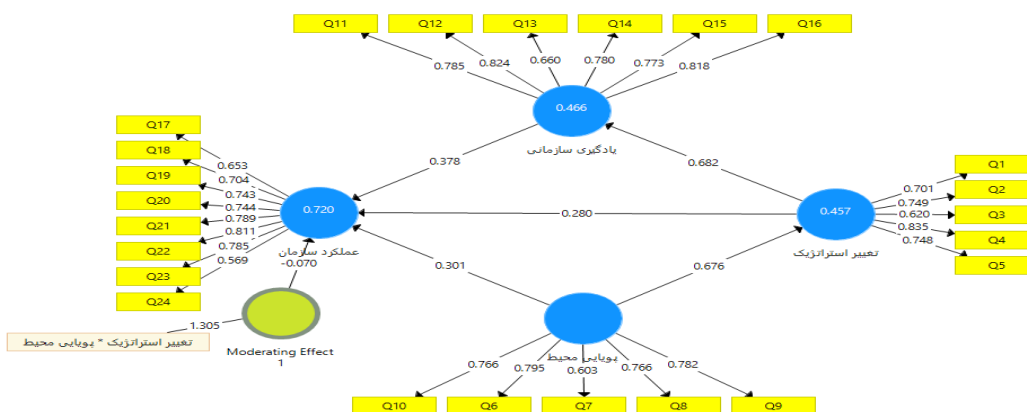 Q11
Q12
Q13
Q14
Q15
Q16
0.785
0.824
0.660
0.780
0.773
0.818
0.466
یادگیری سازمانی
Q17
Q18
Q19
Q20
Q21
Q22
Q23
Q24
0.653
0.704
0.743
0.744
0.789
0.811
0.785
0.569
0.720
عملکرد سازمان
0.378
0.682
0.280
0.301
0.676
-0.070
Q1
Q2
Q3
Q4
Q5
0.701
0.749
0.620
0.835
0.748
0.457
تغییر استراتژیک
1.305
تغییر استراتژیک * پویایی محیط
Moderating Effect
1
پویایی محیط
0.766
0.795
0.603
0.766
0.782
Q10
Q6
Q7
Q8
Q9